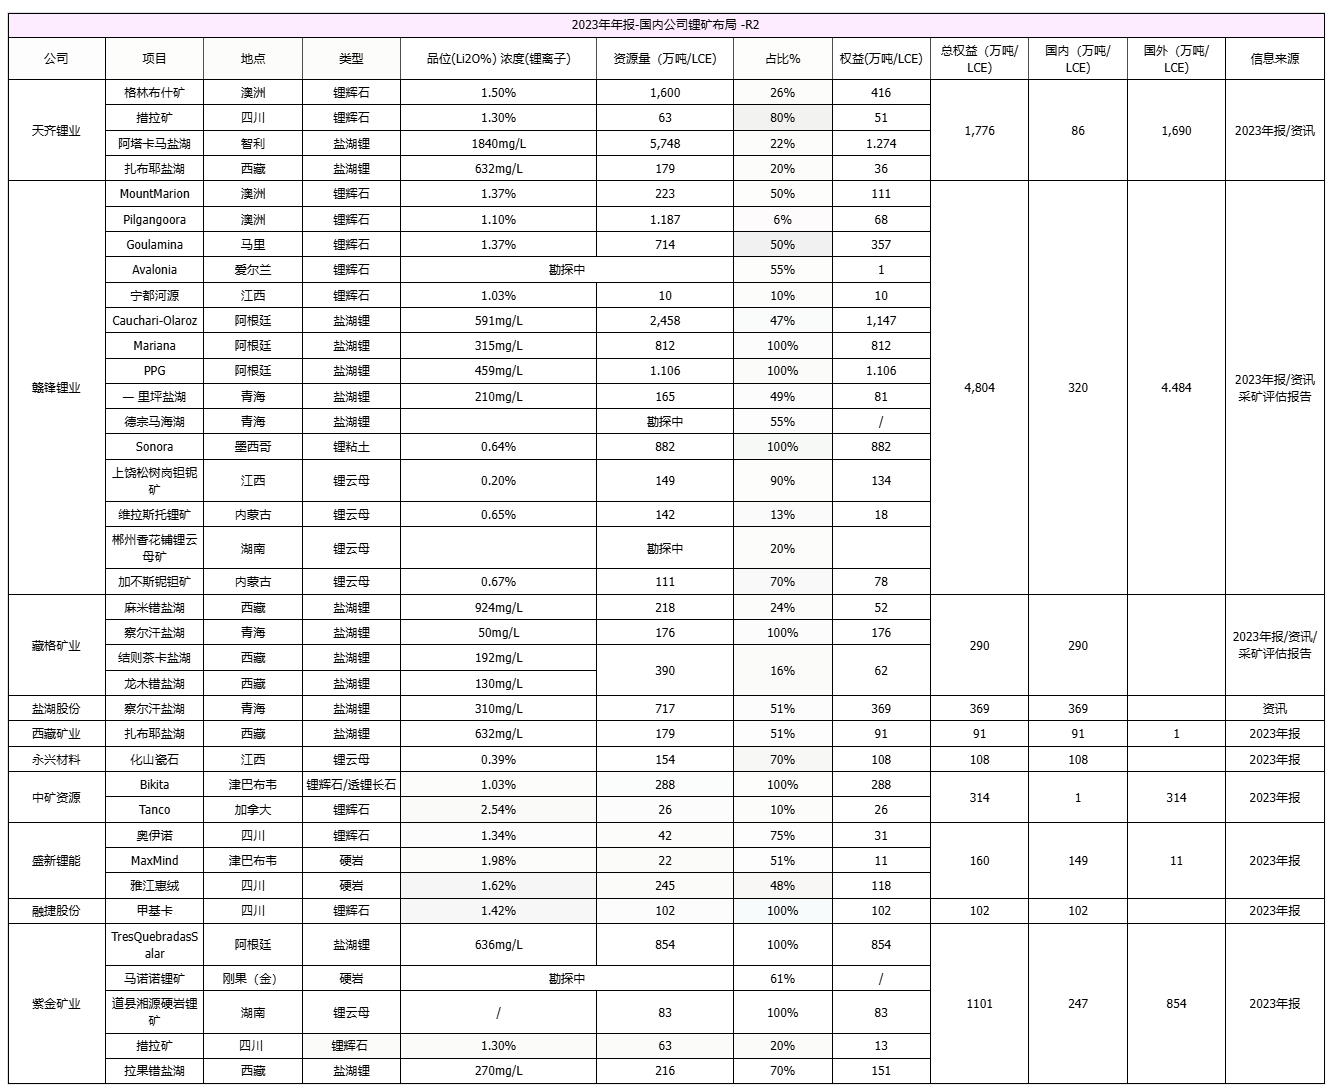 2023年年报-国内公司锂矿布局 -R2
公司 项目 地点 类型 品位(Li2O%) 浓度(锂离子) 资源量 (万吨/LCE) 占比% 权益(万吨/LCE) 总权益 (万吨/LCE) 国内 (万吨/LCE) 国外 (万吨/LCE) 信息来源
天齐锂业 格林布什矿 澳洲 锂辉石 1.50% 1,600 26% 416 1,776 86 1,690 2023年报/资讯
措拉矿 四川 锂辉石 1.30% 63 80% 51
阿塔卡马盐湖 智利 盐湖锂 1840mg/L 5,748 22% 1.274
扎布耶盐湖 西藏 盐湖锂 632mg/L 179 20% 36
赣锋锂业 MountMarion 澳洲 锂辉石 1.37% 223 50% 111 4,804 320 4.484 2023年报/资讯 采矿评估报告
Pilgangoora 澳洲 锂辉石 1.10% 1.187 6% 68
Goulamina 马里 锂辉石 1.37% 714 50% 357
Avalonia 爱尔兰 锂辉石 勘探中 55% 1
宁都河源 江西 锂辉石 1.03% 10 10% 10
Cauchari-Olaroz 阿根廷 盐湖锂 591mg/L 2,458 47% 1,147
Mariana 阿根廷 盐湖锂 315mg/L 812 100% 812
PPG 阿根廷 盐湖锂 459mg/L 1.106 100% 1.106
一 里坪盐湖 青海 盐湖锂 210mg/L 165 49% 81
德宗马海湖 青海 盐湖锂 勘探中 55% /
Sonora 墨西哥 锂粘土 0.64% 882 100% 882
上饶松树岗钽铌矿 江西 锂云母 0.20% 149 90% 134
维拉斯托锂矿 内蒙古 锂云母 0.65% 142 13% 18
郴州香花铺锂云母矿 湖南 锂云母 勘探中 20%
加不斯铌钽矿 内蒙古 锂云母 0.67% 111 70% 78
藏格矿业 麻米错盐湖 西藏 盐湖锂 924mg/L 218 24% 52 290 290 2023年报/资讯/采矿评估报告
察尔汗盐湖 青海 盐湖锂 50mg/L 176 100% 176
结则茶卡盐湖 西藏 盐湖锂 192mg/L 390 16% 62
龙木错盐湖 西藏 盐湖锂 130mg/L
盐湖股份 察尔汗盐湖 青海 盐湖锂 310mg/L 717 51% 369 369 369 资讯
西藏矿业 扎布耶盐湖 西藏 盐湖锂 632mg/L 179 51% 91 91 91 1 2023年报
永兴材料 化山瓷石 江西 锂云母 0.39% 154 70% 108 108 108 2023年报
中矿资源 Bikita 津巴布韦 锂辉石/透锂长石 1.03% 288 100% 288 314 1 314 2023年报
Tanco 加拿大 锂辉石 2.54% 26 10% 26
盛新锂能 奥伊诺 四川 锂辉石 1.34% 42 75% 31 160 149 11 2023年报
MaxMind 津巴布韦 硬岩 1.98% 22 51% 11
雅江惠绒 四川 硬岩 1.62% 245 48% 118
融捷股份 甲基卡 四川 锂辉石 1.42% 102 100% 102 102 102 2023年报
紫金矿业 TresQuebradasSalar 阿根廷 盐湖锂 636mg/L 854 100% 854 1101 247 854 2023年报
马诺诺锂矿 刚果（金） 硬岩 勘探中 61% /
道县湘源硬岩锂矿 湖南 锂云母 / 83 100% 83
措拉矿 四川 锂辉石 1.30% 63 20% 13
拉果错盐湖 西藏 盐湖锂 270mg/L 216 70% 151